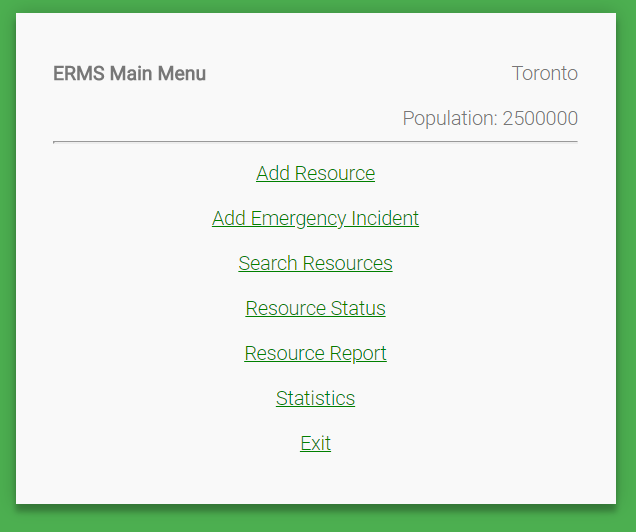 ERMS Main Menu Toronto
Population: 2500000
Add Resource
Add Emergency Incident
Search Resources
Resource Status
Resource Report
Statistics
Exit